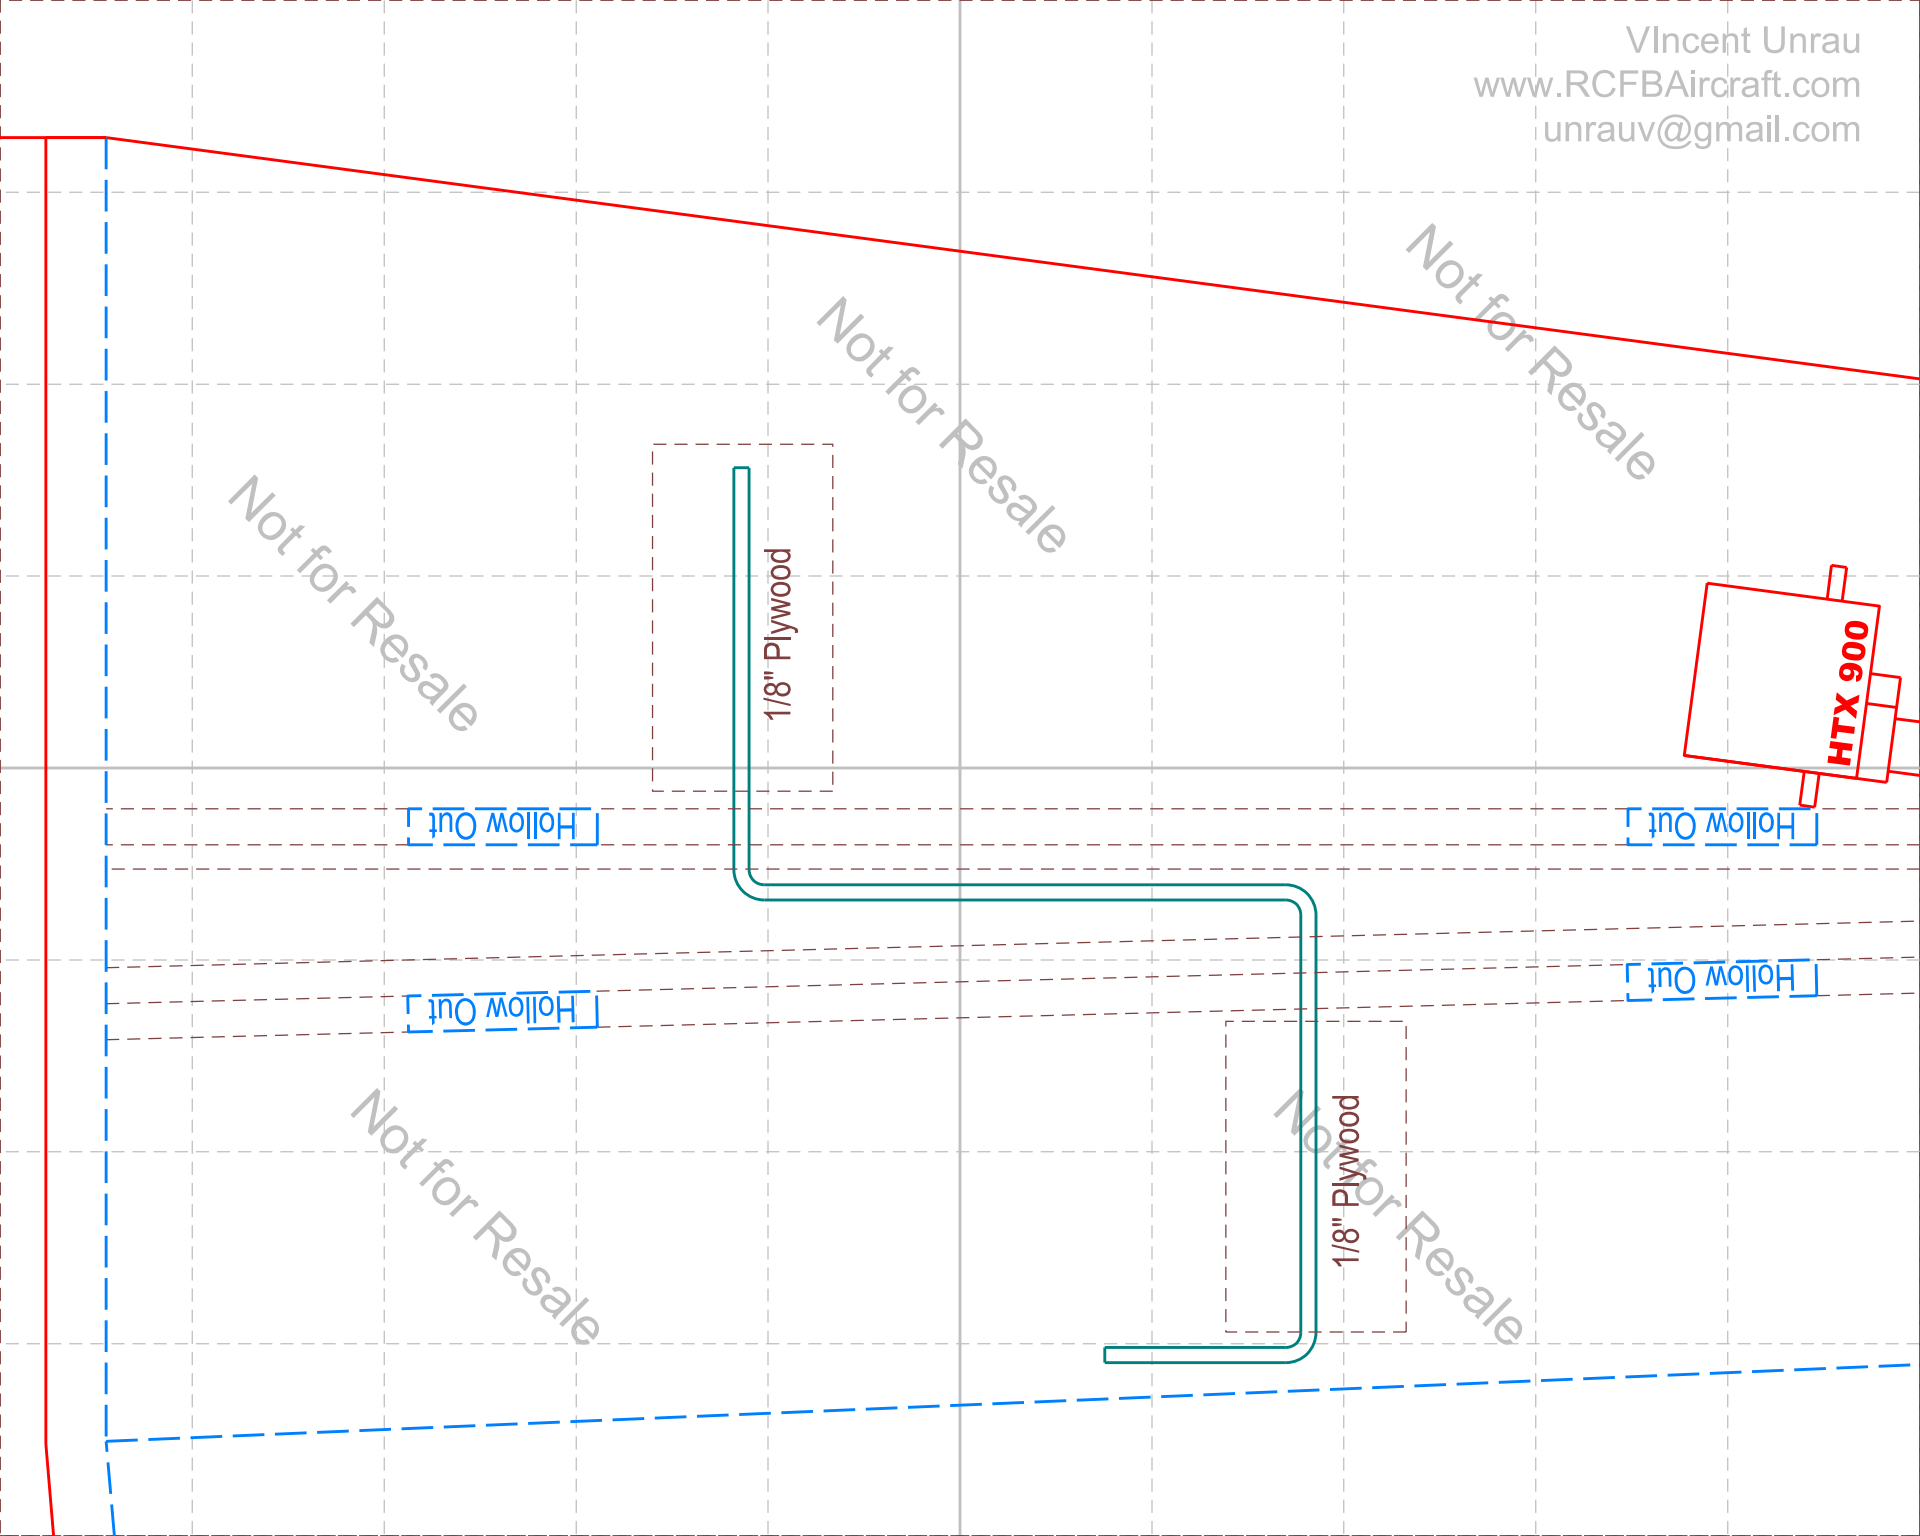 VIncent Unrau
www.RCFBAircraft.com
unrauv@gmail.com
Not for Resale
Not for Resale
Not for Resale
1/8" Plywood
HTX 900
Hollow Out
Hollow Out
Hollow Out
Hollow Out
Not for Resale
Not for Resale
1/8" Plywood